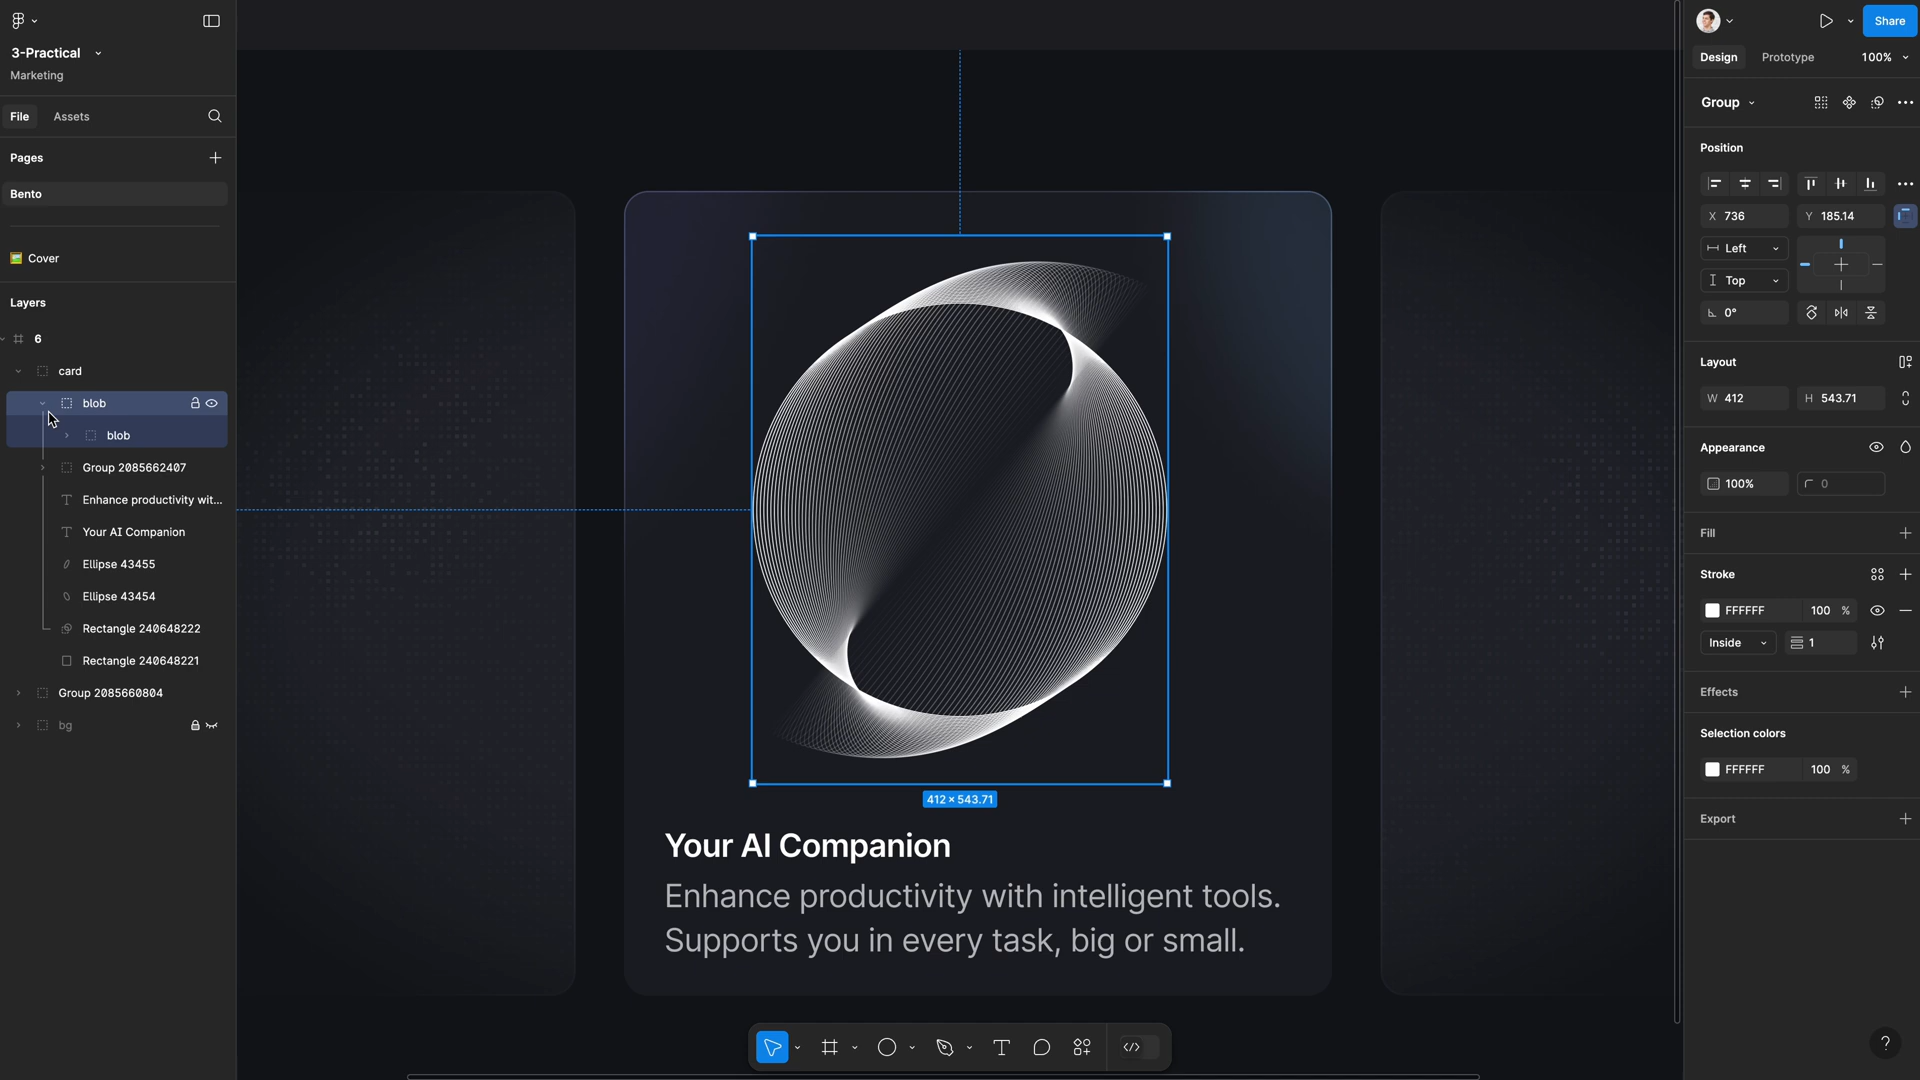 3-Practical
Marketing
File
Assets
Pages
Bento
Cover
Layers
6
card
blob
blob
Group 2085662407
Enhance productivity wit...
Your AI Companion
Ellipse 43455
Ellipse 43454
Rectangle 240648222
Rectangle 240648221
Group 2085660804
bg
412 × 543.71
Your AI Companion
Enhance productivity with intelligent tools.
Supports you in every task, big or small.
Share
Design
Prototype
100%
Group
Position
X 736
Y 185.14
Left
Top
0°
Layout
W 412
H 543.71
Appearance
100%
0
Fill
Stroke
FFFFFF 100 %
Inside
1
Effects
Selection colors
FFFFFF 100 %
Export
?